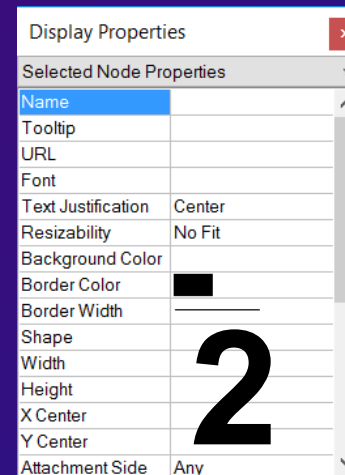 Display Properties
Selected Node Properties
Name
Tooltip
URL
Font
Text Justification Center
Resizability No Fit
Background Color
Border Color
Border Width
Shape
Width
Height
X Center
Y Center
2
Attachment Side Any